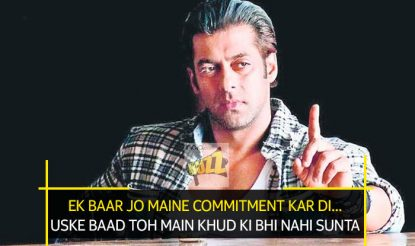 EK BAAR JO MAINE COMMITMENT KAR DI...
USKE BAAD TOH MAIN KHUD KI BHI NAHI SUNTA